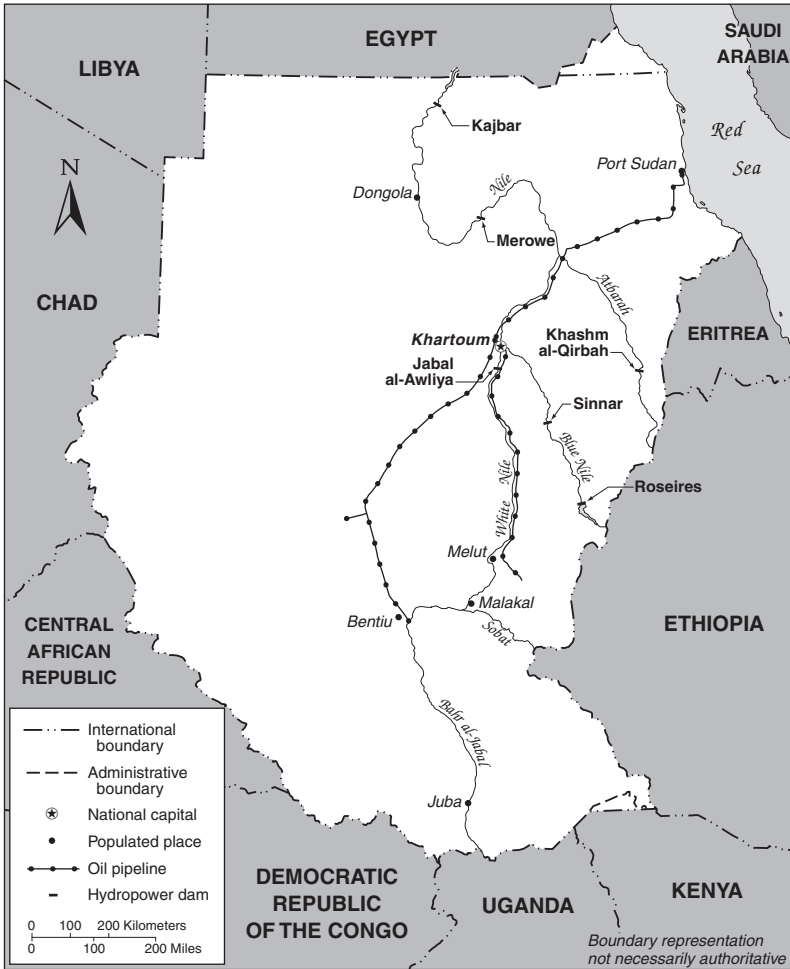 EGYPT
SAUDI
ARABIA
LIBYA
Red
Sea
Kajbar
N
Port Sudan
Dongola
Nile
Merowe
CHAD
Atbarah
Khartoum
Khashm
al-Qirbah
ERITREA
Jabal
al-Awliya
Sinnar
Blue Nile
White Nile
Roseires
Melut
Malakal
Bentiu
Sobat
ETHIOPIA
CENTRAL
AFRICAN
REPUBLIC
Bahr al-Jabal
Juba
International
boundary
Administrative
boundary
National capital
Populated place
Oil pipeline
Hydropower dam
0 100 200 Kilometers
0 100 200 Miles
DEMOCRATIC
REPUBLIC
OF THE CONGO
UGANDA
KENYA
Boundary representation
not necessarily authoritative